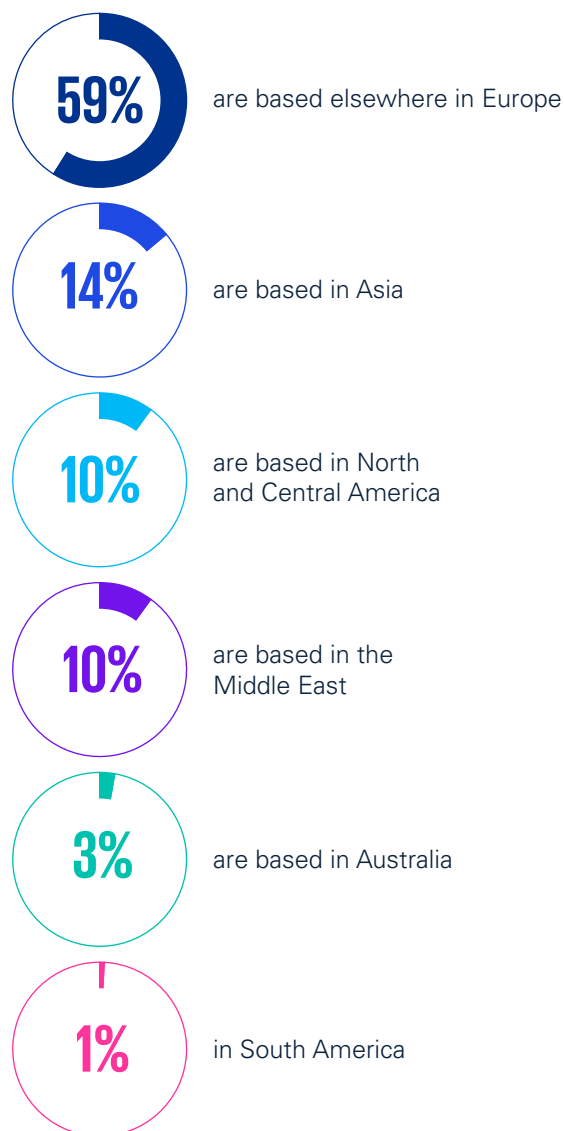 59%
are based elsewhere in Europe
14%
are based in Asia
10%
are based in North
and Central America
10%
are based in the
Middle East
3%
are based in Australia
1%
in South America